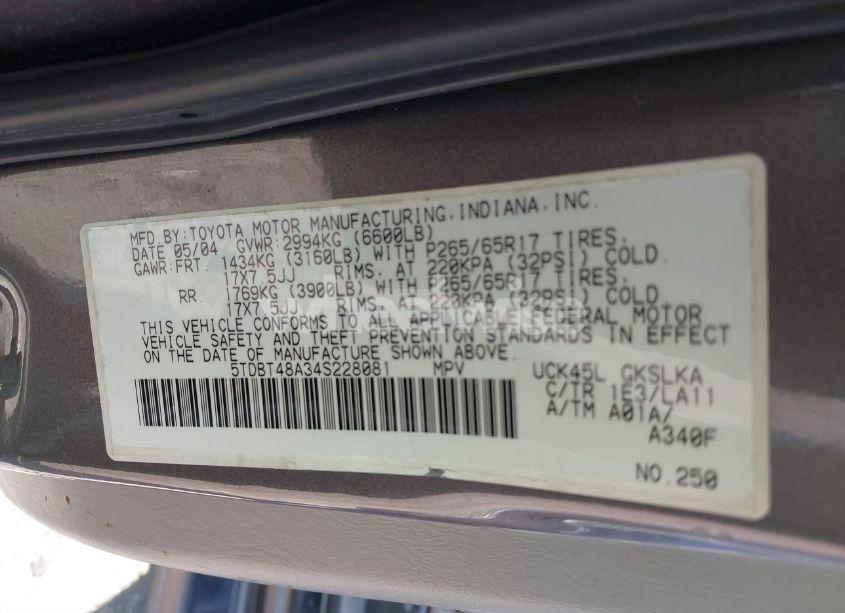 MFD.BY:TOYOTA MOTOR MANUFACTURING,INDIANA,INC.
DATE 05/04 GVWR:2994KG (6600LB)
GAWR:FRT. 1434KG (3160LB) WITH P265/65R17 TIRES,
17X7.5JJ RIMS, AT 220KPA (32PSI) COLD.
RR. 1769KG (3900LB) WITH P265/65R17 TIRES,
17X7.5JJ RIMS, AT 220KPA (32PSI) COLD.
THIS VEHICLE CONFORMS TO ALL APPLICABLE FEDERAL MOTOR
VEHICLE SAFETY AND THEFT PREVENTION STANDARDS IN EFFECT
ON THE DATE OF MANUFACTURE SHOWN ABOVE.
5TDBT48A34S228081 MPV UCK45L GKSLKA
C/TR 1E3/LA11
A/TM A01A/
A340F
NO.250